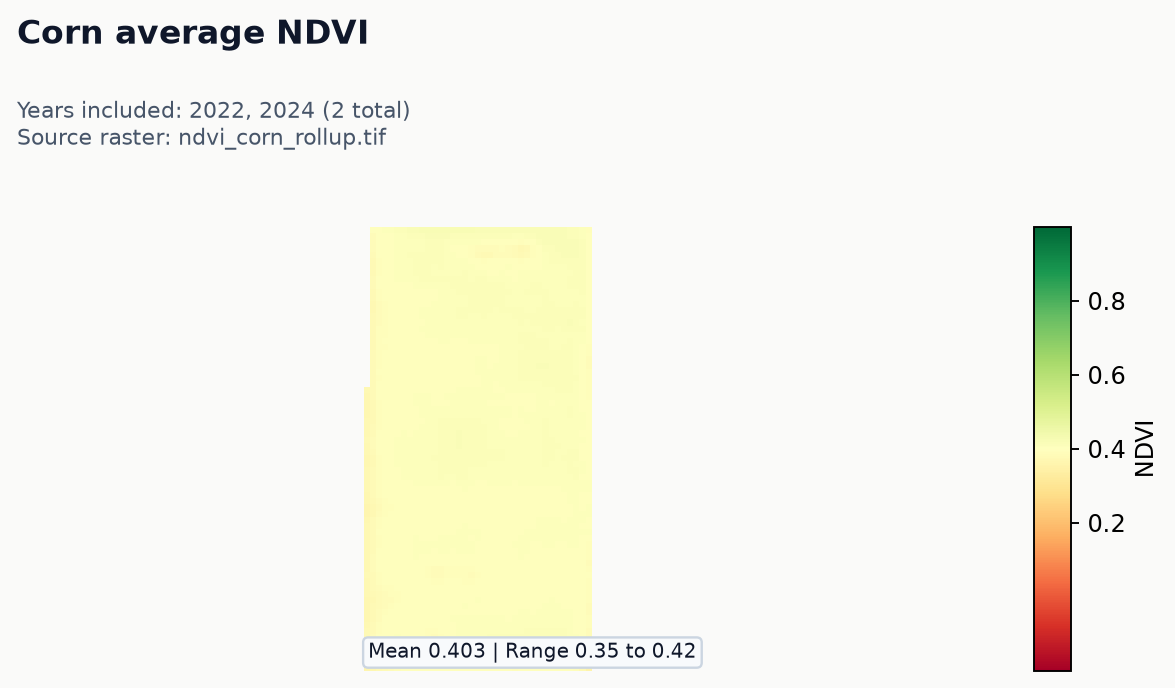 Corn average NDVI
Years included: 2022, 2024 (2 total)
Source raster: ndvi_corn_rollup.tif
0.8
0.6
0.4
0.2
NDVI
Mean 0.403 | Range 0.35 to 0.42